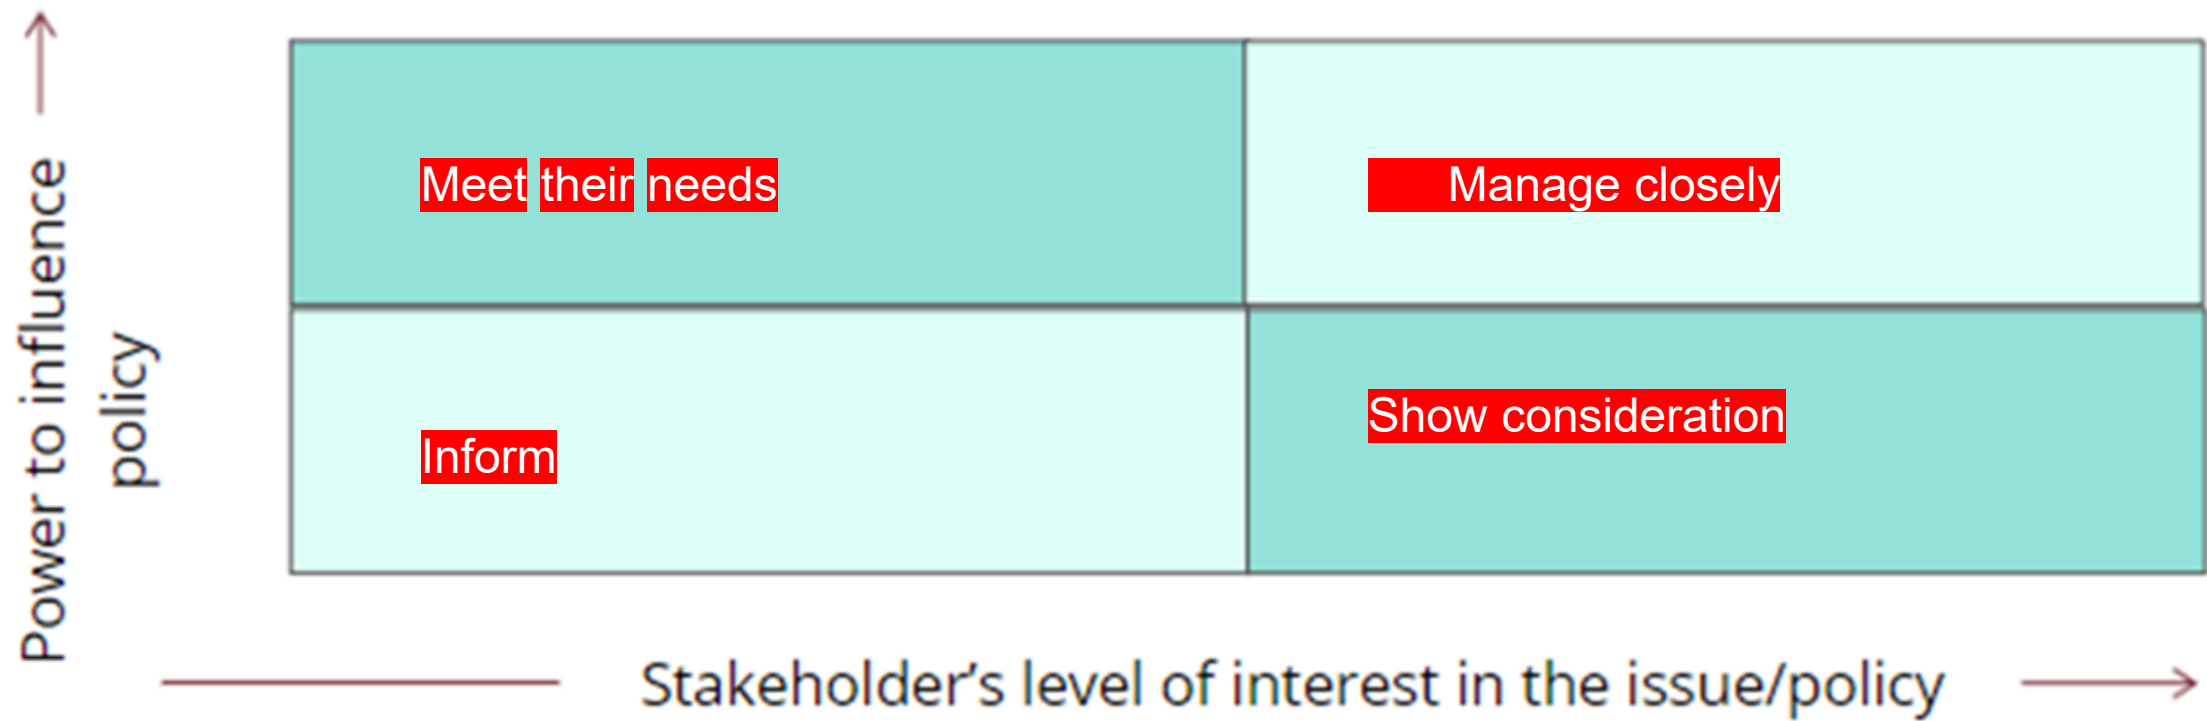 Power to influence
policy
Meet their needs
Manage closely
Inform
Show consideration
Stakeholder’s level of interest in the issue/policy